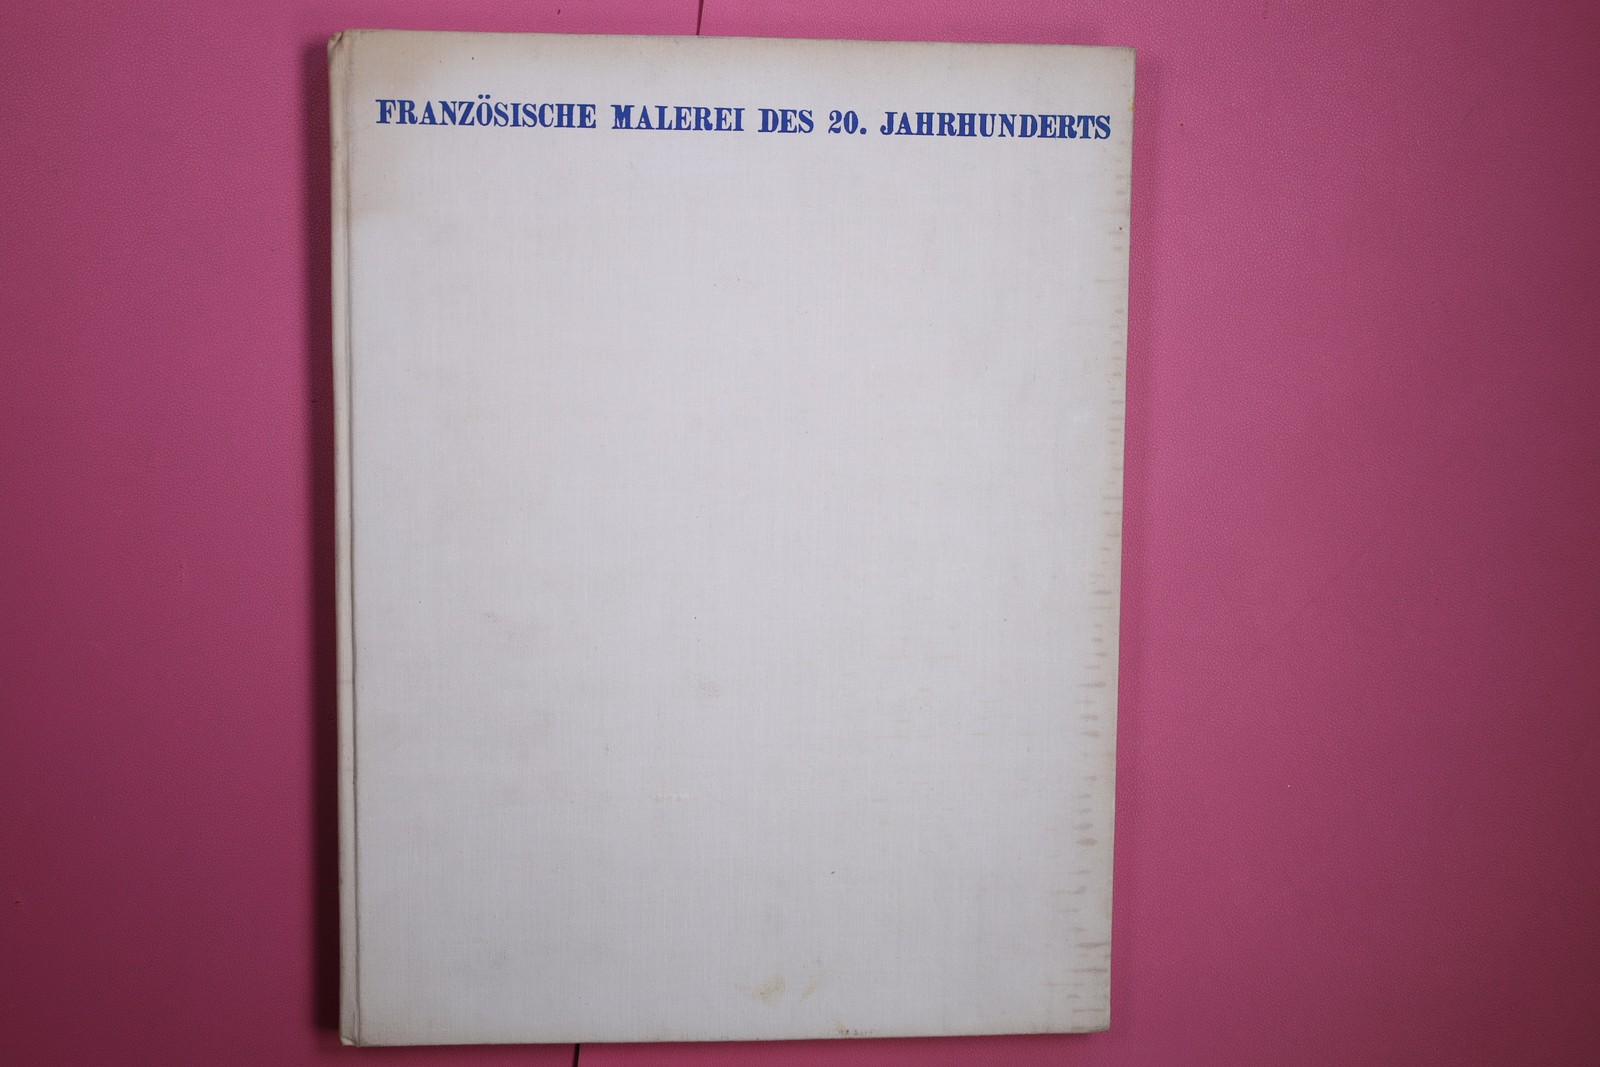 FRANZÖSISCHE MALEREI DES 20. JAHRHUNDERTS